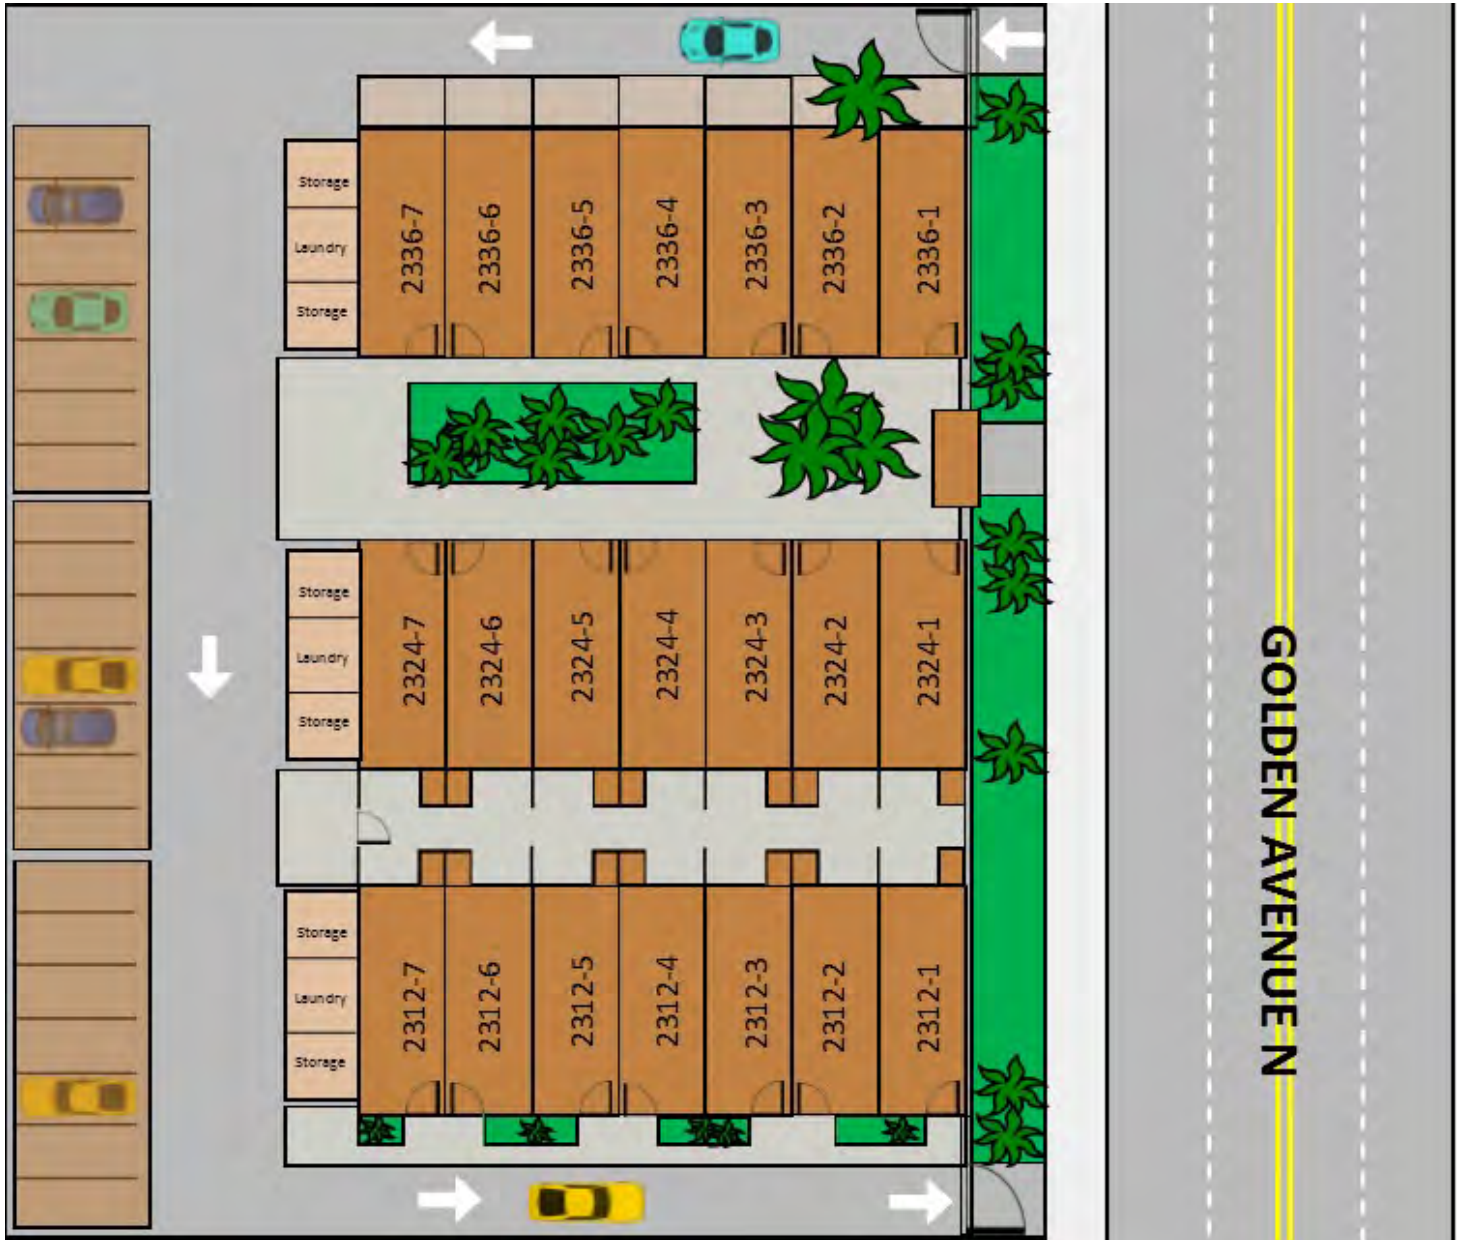 Storage
Laundry
Storage
2336-7
2336-6
2336-5
2336-4
2336-3
2336-2
2336-1
Storage
Laundry
Storage
2324-7
2324-6
2324-5
2324-4
2324-3
2324-2
2324-1
Storage
Laundry
Storage
2312-7
2312-6
2312-5
2312-4
2312-3
2312-2
2312-1
GOLDEN AVENUE N